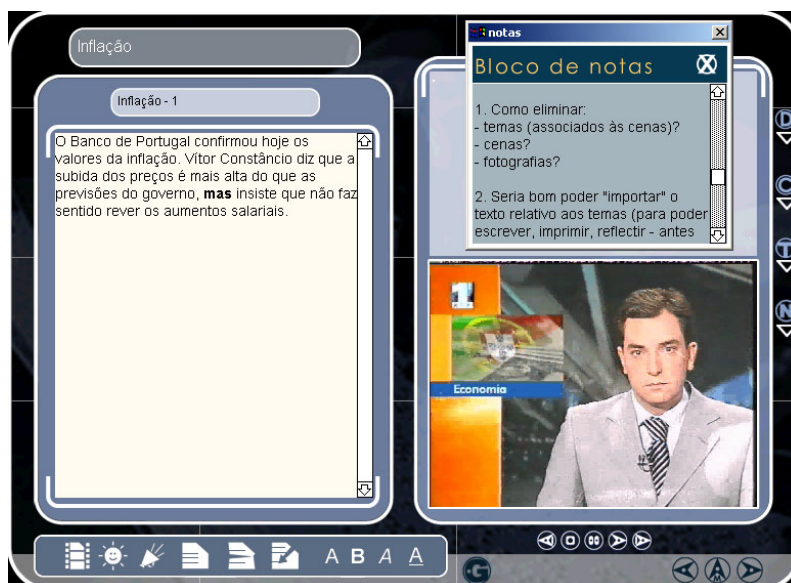 Inflação
Inflação - 1
O Banco de Portugal confirmou hoje os
valores da inflação. Vítor Constâncio diz que a
subida dos preços é mais alta do que as
previsões do governo, mas insiste que não faz
sentido rever os aumentos salariais.
notas
Bloco de notas
1. Como eliminar:
- temas (associados às cenas)?
- cenas?
- fotografias?
2. Seria bom poder "importar" o
texto relativo aos temas (para poder
escrever, imprimir, reflectir - antes
D
C
T
N
1
Economia
A B A A
G
A